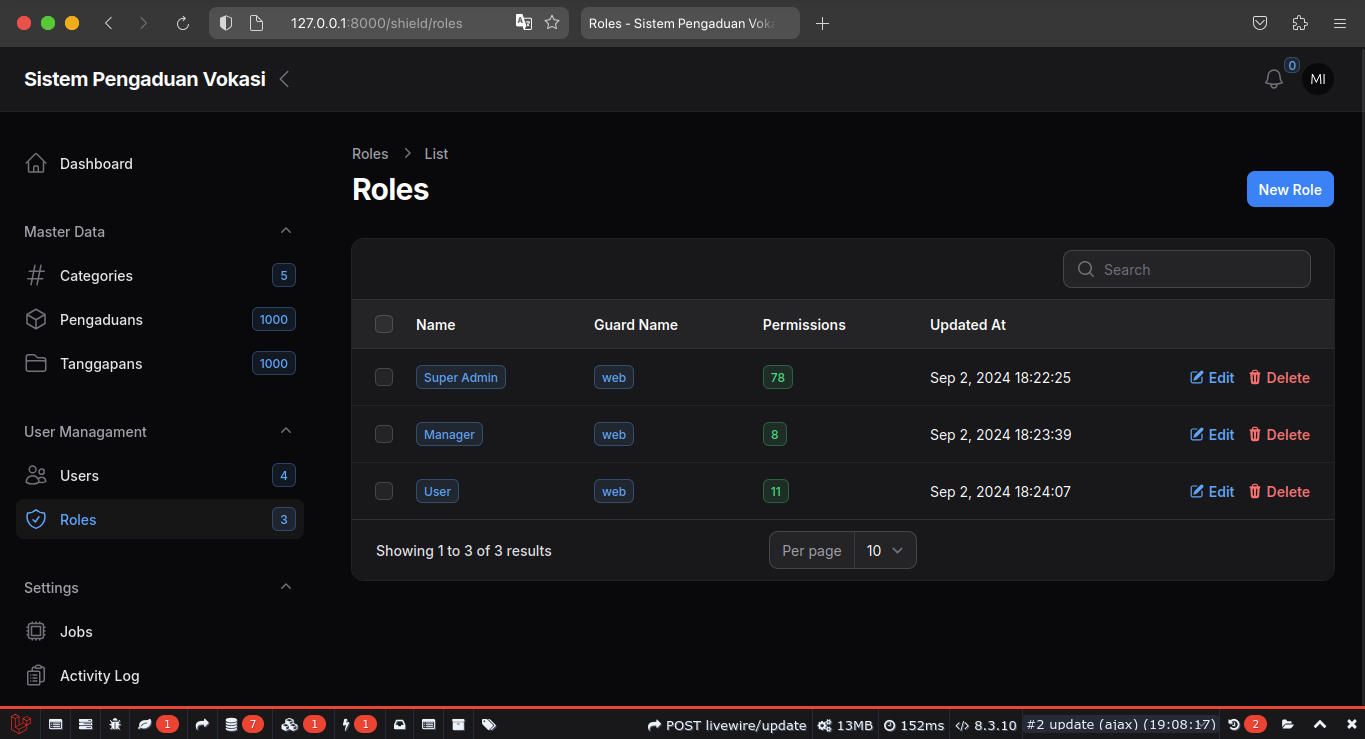 127.0.0.1:8000/shield/roles
Roles - Sistem Pengaduan Voka
Sistem Pengaduan Vokasi
0
MI
Dashboard
Master Data
Categories 5
Pengaduans 1000
Tanggapans 1000
User Managament
Users 4
Roles 3
Settings
Jobs
Activity Log
Roles > List
Roles
New Role
Search
Name Guard Name Permissions Updated At
Super Admin web 78 Sep 2, 2024 18:22:25 Edit Delete
Manager web 8 Sep 2, 2024 18:23:39 Edit Delete
User web 11 Sep 2, 2024 18:24:07 Edit Delete
Showing 1 to 3 of 3 results
Per page 10
1 7 1 1 POST livewire/update 13MB 152ms 8.3.10 #2 update (ajax) (19:08:17) 2